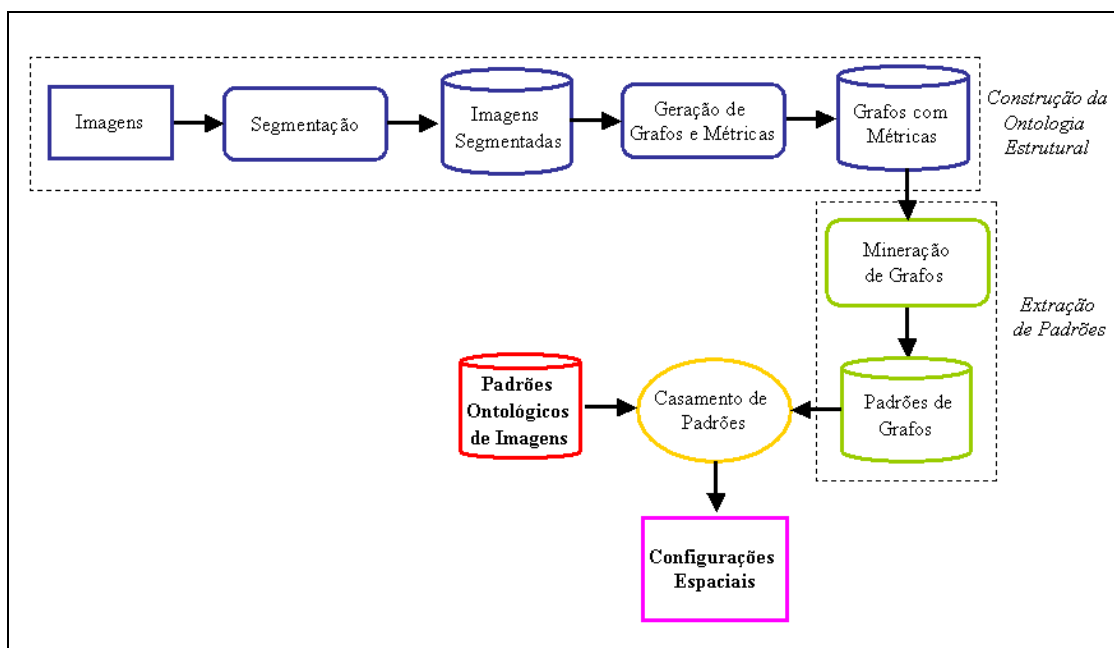 Imagens
Segmentação
Imagens
Segmentadas
Geração de
Grafos e Métricas
Grafos com
Métricas
Construção da
Ontologia
Estrutural
Mineração
de Grafos
Extração
de Padrões
Padrões
Ontológicos
de Imagens
Casamento de
Padrões
Padrões de
Grafos
Configurações
Espaciais